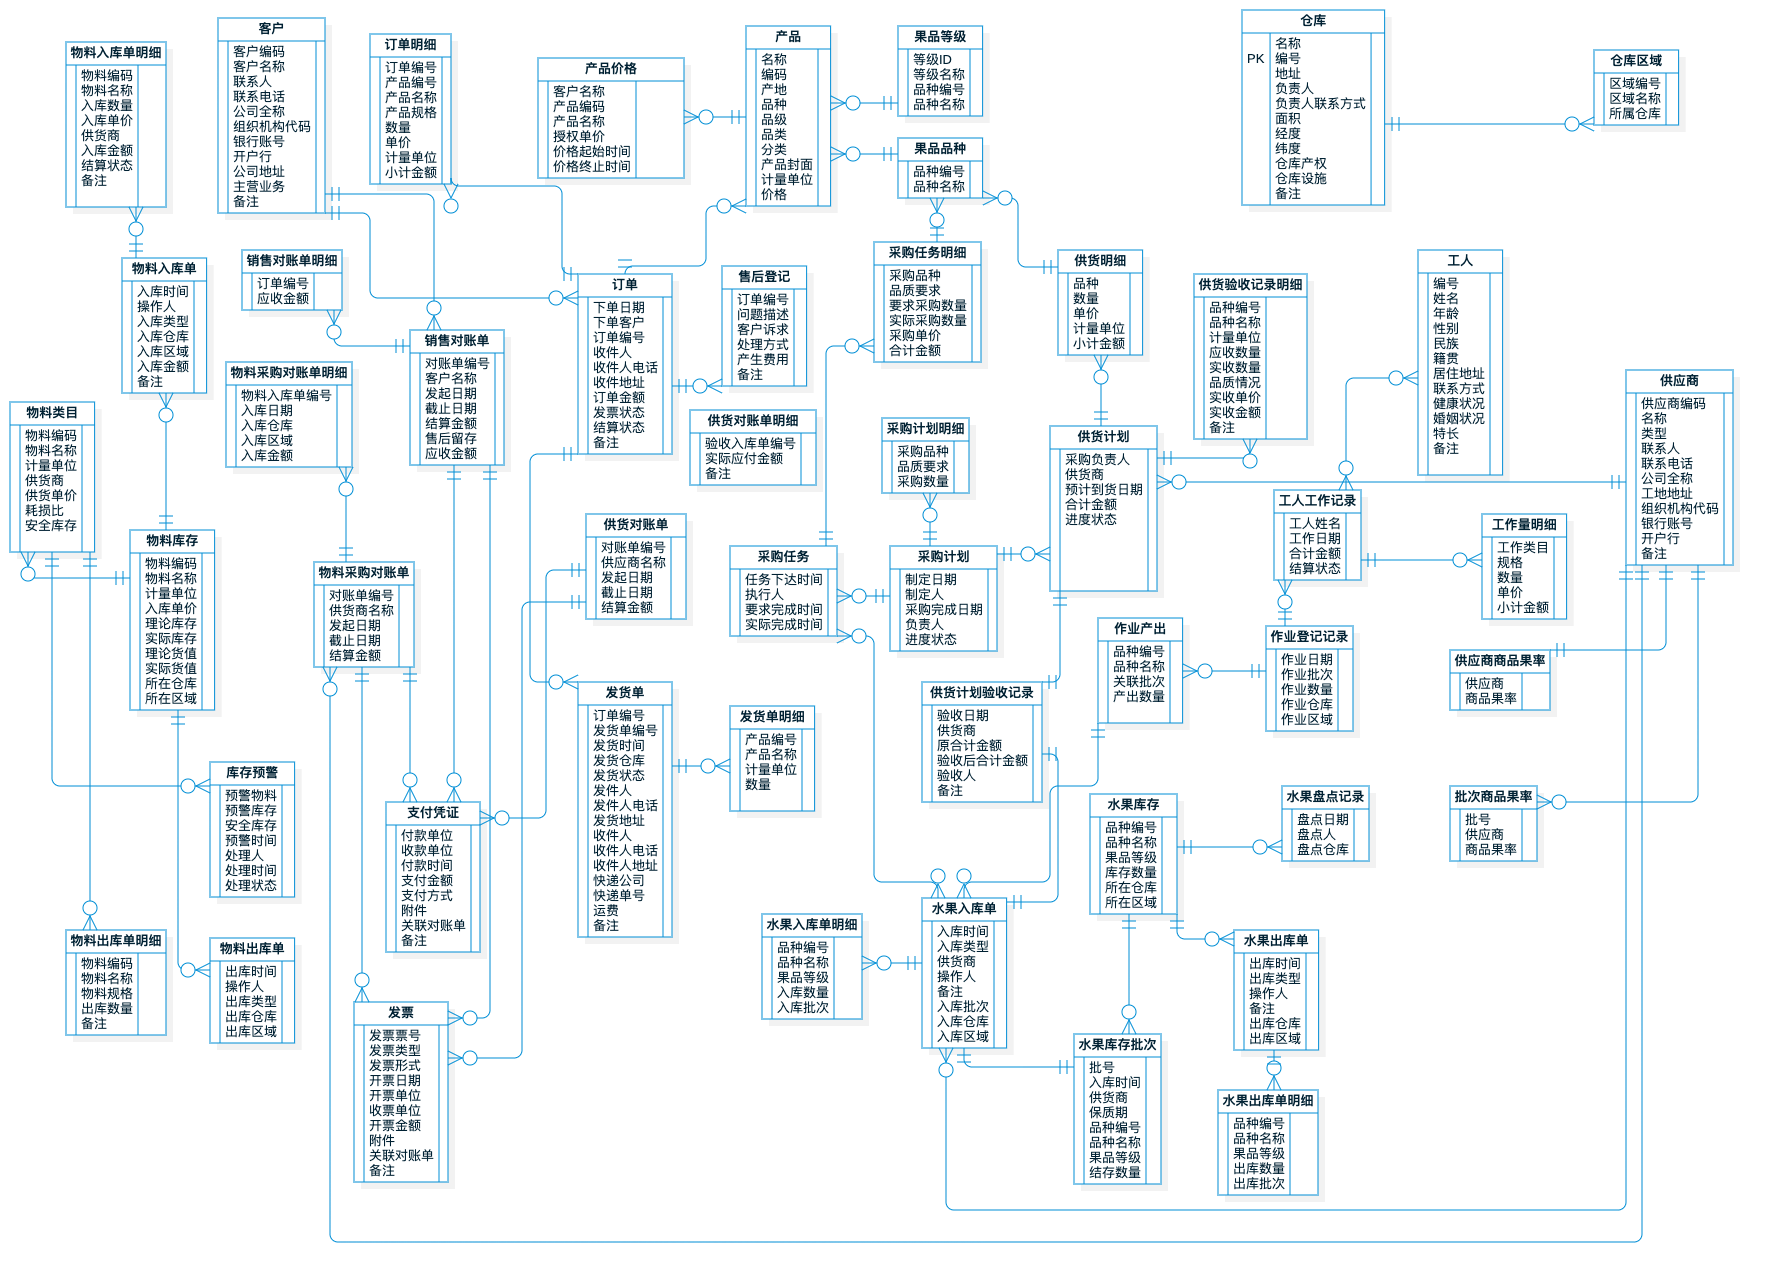 物料入库单明细
物料编码
物料名称
入库数量
入库单价
供货商
入库金额
结算状态
备注
客户
客户编码
客户名称
联系人
联系电话
公司全称
组织机构代码
银行账号
开户行
公司地址
主营业务
备注
订单明细
订单编号
产品编号
产品名称
产品规格
数量
单价
计量单位
小计金额
产品价格
客户名称
产品编码
产品名称
授权单价
价格起始时间
价格终止时间
产品
名称
编码
产地
品种
品级
品类
分类
产品封面
计量单位
价格
果品等级
等级ID
等级名称
品种编号
品种名称
果品品种
品种编号
品种名称
仓库
名称
PK 编号
地址
负责人
负责人联系方式
面积
经度
纬度
仓库产权
仓库设施
备注
仓库区域
区域编号
区域名称
所属仓库
物料入库单
入库时间
操作人
入库类型
入库仓库
入库区域
入库金额
备注
销售对账单明细
订单编号
应收金额
物料采购对账单明细
物料入库单编号
入库日期
入库仓库
入库区域
入库金额
销售对账单
对账单编号
客户名称
发起日期
截止日期
结算金额
售后留存
应收金额
订单
下单日期
下单客户
订单编号
收件人
收件人电话
收件地址
订单金额
发票状态
结算状态
备注
售后登记
订单编号
问题描述
客户诉求
处理方式
产生费用
备注
采购任务明细
采购品种
品质要求
要求采购数量
实际采购数量
采购单价
合计金额
供货明细
品种
数量
单价
计量单位
小计金额
供货验收记录明细
品种编号
品种名称
计量单位
应收数量
实收数量
品质情况
实收单价
实收金额
备注
工人
编号
姓名
年龄
性别
民族
籍贯
居住地址
联系方式
健康状况
婚姻状况
特长
备注
供应商
供应商编码
名称
类型
联系人
联系电话
公司全称
工地地址
组织机构代码
银行账号
开户行
备注
物料类目
物料编码
物料名称
计量单位
供货商
供货单价
耗损比
安全库存
供货对账单明细
验收入库单编号
实际应付金额
备注
采购计划明细
采购品种
品质要求
采购数量
供货计划
采购负责人
供货商
预计到货日期
合计金额
进度状态
工人工作记录
工人姓名
工作日期
合计金额
结算状态
工作量明细
工作类目
规格
数量
单价
小计金额
物料库存
物料编码
物料名称
计量单位
入库单价
理论库存
实际库存
理论货值
实际货值
所在仓库
所在区域
物料采购对账单
对账单编号
供货商名称
发起日期
截止日期
结算金额
供货对账单
对账单编号
供应商名称
发起日期
截止日期
结算金额
采购任务
任务下达时间
执行人
要求完成时间
实际完成时间
采购计划
制定日期
制定人
采购完成日期
负责人
进度状态
作业产出
品种编号
品种名称
关联批次
产出数量
作业登记记录
作业日期
作业批次
作业数量
作业仓库
作业区域
供应商商品果率
供应商
商品果率
发货单
订单编号
发货单编号
发货时间
发货仓库
发货状态
发件人
发件人电话
发货地址
收件人
收件人电话
收件人地址
快递公司
快递单号
运费
备注
发货单明细
产品编号
产品名称
计量单位
数量
供货计划验收记录
验收日期
供货商
原合计金额
验收后合计金额
验收人
备注
库存预警
预警物料
预警库存
安全库存
预警时间
处理人
处理时间
处理状态
支付凭证
付款单位
收款单位
付款时间
支付金额
支付方式
附件
关联对账单
备注
水果库存
品种编号
品种名称
果品等级
库存数量
所在仓库
所在区域
水果盘点记录
盘点日期
盘点人
盘点仓库
批次商品果率
批号
供应商
商品果率
物料出库单明细
物料编码
物料名称
物料规格
出库数量
备注
物料出库单
出库时间
操作人
出库类型
出库仓库
出库区域
水果入库单明细
品种编号
品种名称
果品等级
入库数量
入库批次
水果入库单
入库时间
入库类型
供货商
操作人
备注
入库批次
入库仓库
入库区域
水果出库单
出库时间
出库类型
操作人
备注
出库仓库
出库区域
发票
发票票号
发票类型
发票形式
开票日期
开票单位
收票单位
开票金额
附件
关联对账单
备注
水果库存批次
批号
入库时间
供货商
保质期
品种编号
品种名称
果品等级
结存数量
水果出库单明细
品种编号
品种名称
果品等级
出库数量
出库批次